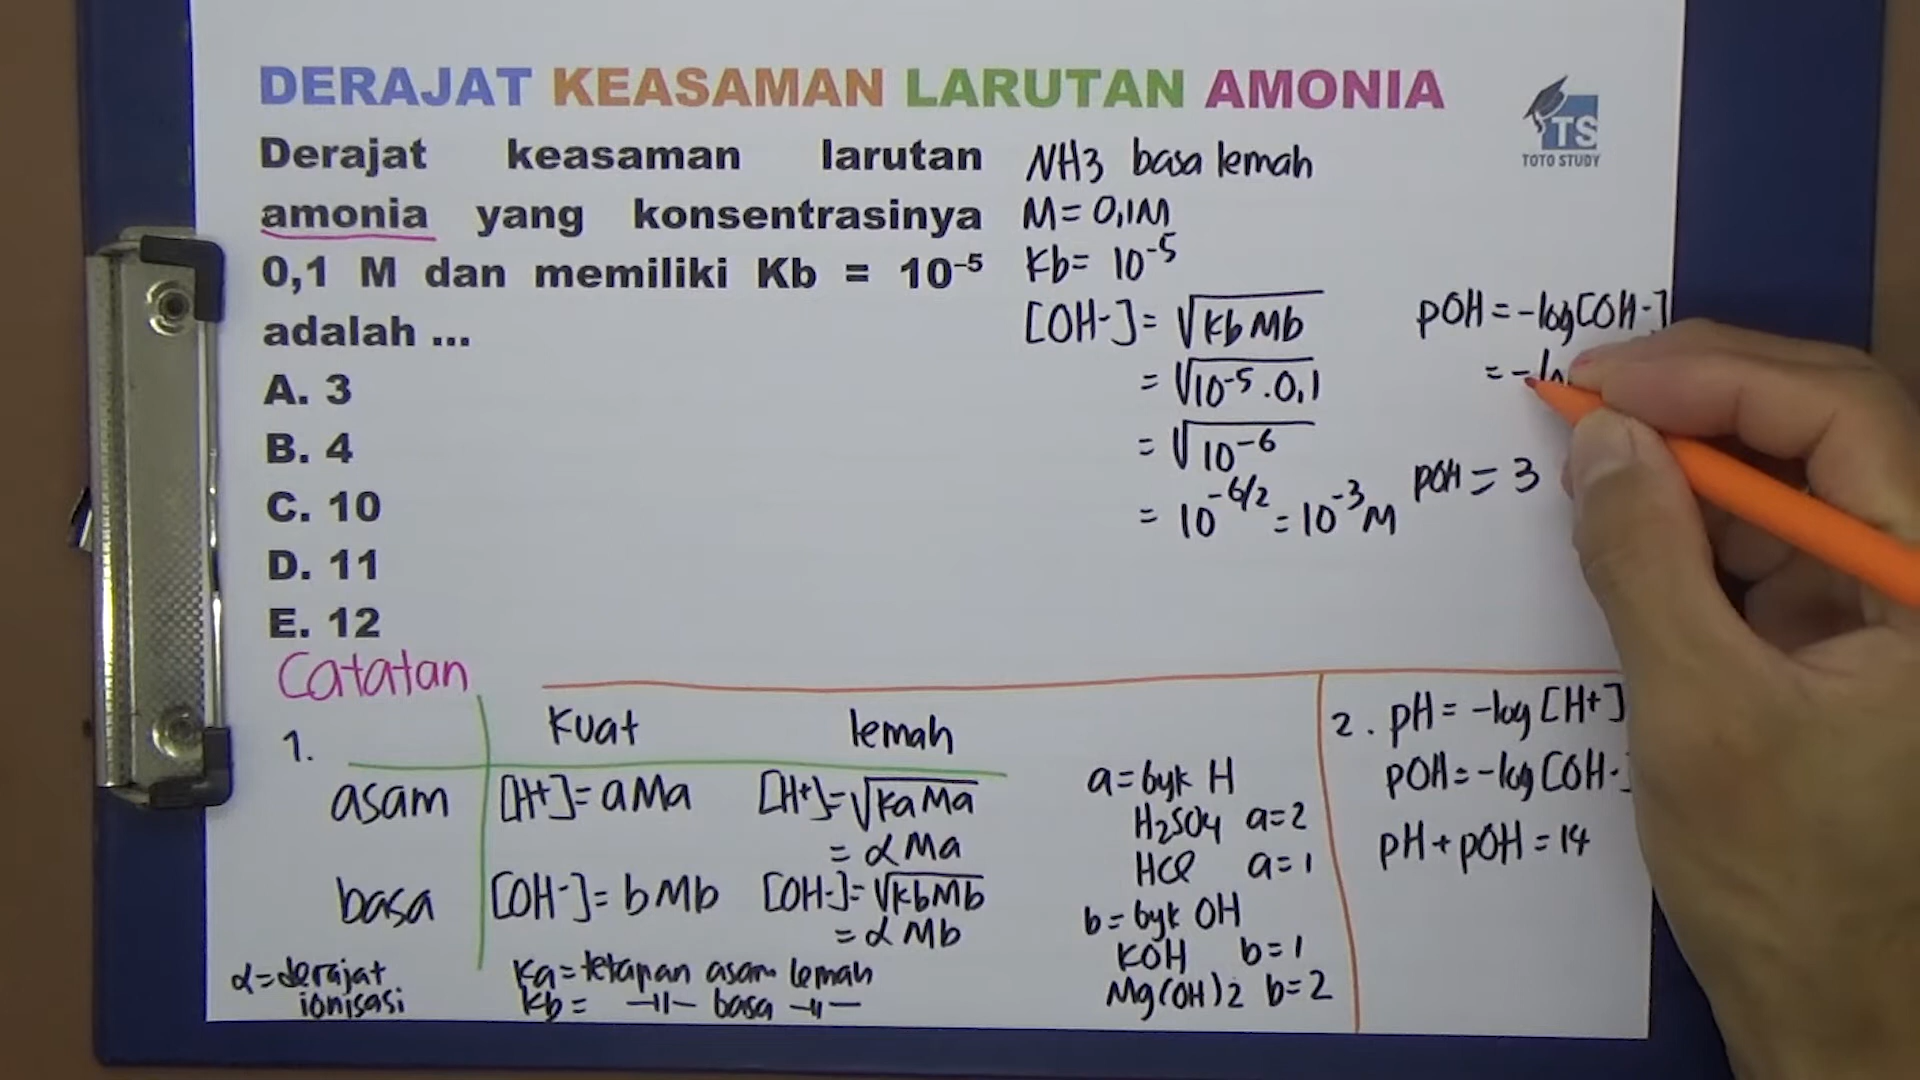 DERAJAT KEASAMAN LARUTAN AMONIA
TS
TOTO STUDY
Derajat keasaman larutan
amonia yang konsentrasinya
0,1 M dan memiliki Kb = 10⁻⁵
adalah ...
A. 3
B. 4
C. 10
D. 11
E. 12
NH3 basa lemah
M = 0,1M
Kb = 10⁻⁵
[OH-] = √KbMb
= √10⁻⁵ . 0,1
= √10⁻⁶
= 10⁻⁶/² = 10⁻³ M
pOH = -log[OH-]
= -
pOH = 3
Catatan
1.
Kuat lemah
asam [H+] = aMa [H+] = √KaMa
= αMa
basa [OH-] = bMb [OH-] = √KbMb
= αMb
α = derajat
ionisasi
Ka = tetapan asam lemah
Kb = -11- basa -11-
a = byk H
H2SO4 a = 2
HCl a = 1
b = byk OH
KOH b = 1
Mg(OH)2 b = 2
2. pH = -log [H+]
pOH = -log [OH-]
pH + pOH = 14